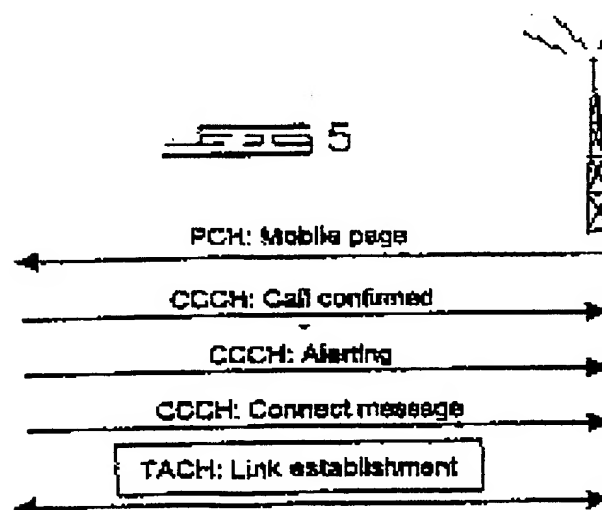 5
PCH: Mobile page
CCCH: Call confirmed
CCCH: Alerting
CCCH: Connect message
TACH: Link establishment